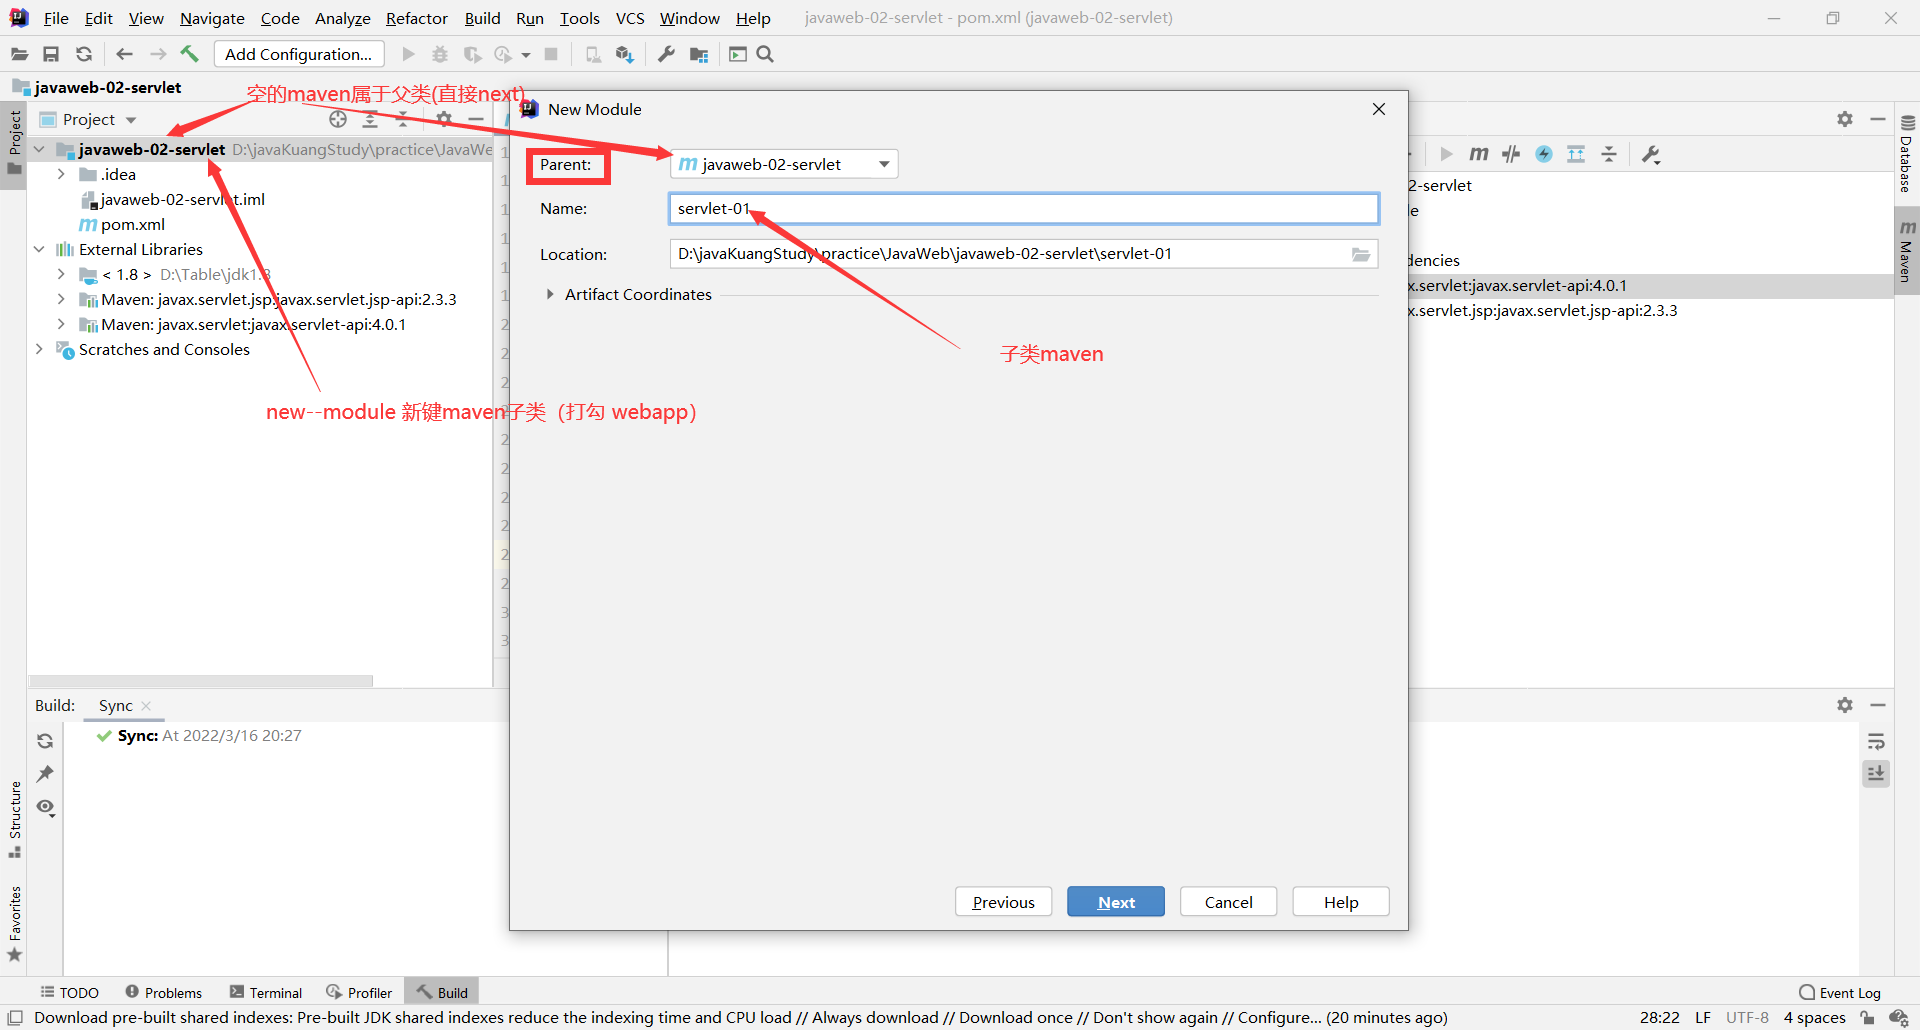 File Edit View Navigate Code Analyze Refactor Build Run Tools VCS Window Help javaweb-02-servlet - pom.xml (javaweb-02-servlet)
Add Configuration...
javaweb-02-servlet
空的maven属于父类(直接next)
Project
Project
javaweb-02-servlet D:\javaKuangStudy\practice\JavaWe
.idea
javaweb-02-servlet.iml
pom.xml
External Libraries
< 1.8 > D:\Table\jdk1.8
Maven: javax.servlet.jsp:javax.servlet.jsp-api:2.3.3
Maven: javax.servlet:javax.servlet-api:4.0.1
Scratches and Consoles
new--module 新键maven子类（打勾 webapp）
New Module
Parent: javaweb-02-servlet
Name: servlet-01
Location: D:\javaKuangStudy\practice\JavaWeb\javaweb-02-servlet\servlet-01
Artifact Coordinates
子类maven
Previous Next Cancel Help
2-servlet
le
dencies
x.servlet:javax.servlet-api:4.0.1
x.servlet.jsp:javax.servlet.jsp-api:2.3.3
Database
Maven
Build: Sync
Sync: At 2022/3/16 20:27
Structure
Favorites
TODO Problems Terminal Profiler Build Event Log
Download pre-built shared indexes: Pre-built JDK shared indexes reduce the indexing time and CPU load // Always download // Download once // Don't show again // Configure... (20 minutes ago) 28:22 LF UTF-8 4 spaces